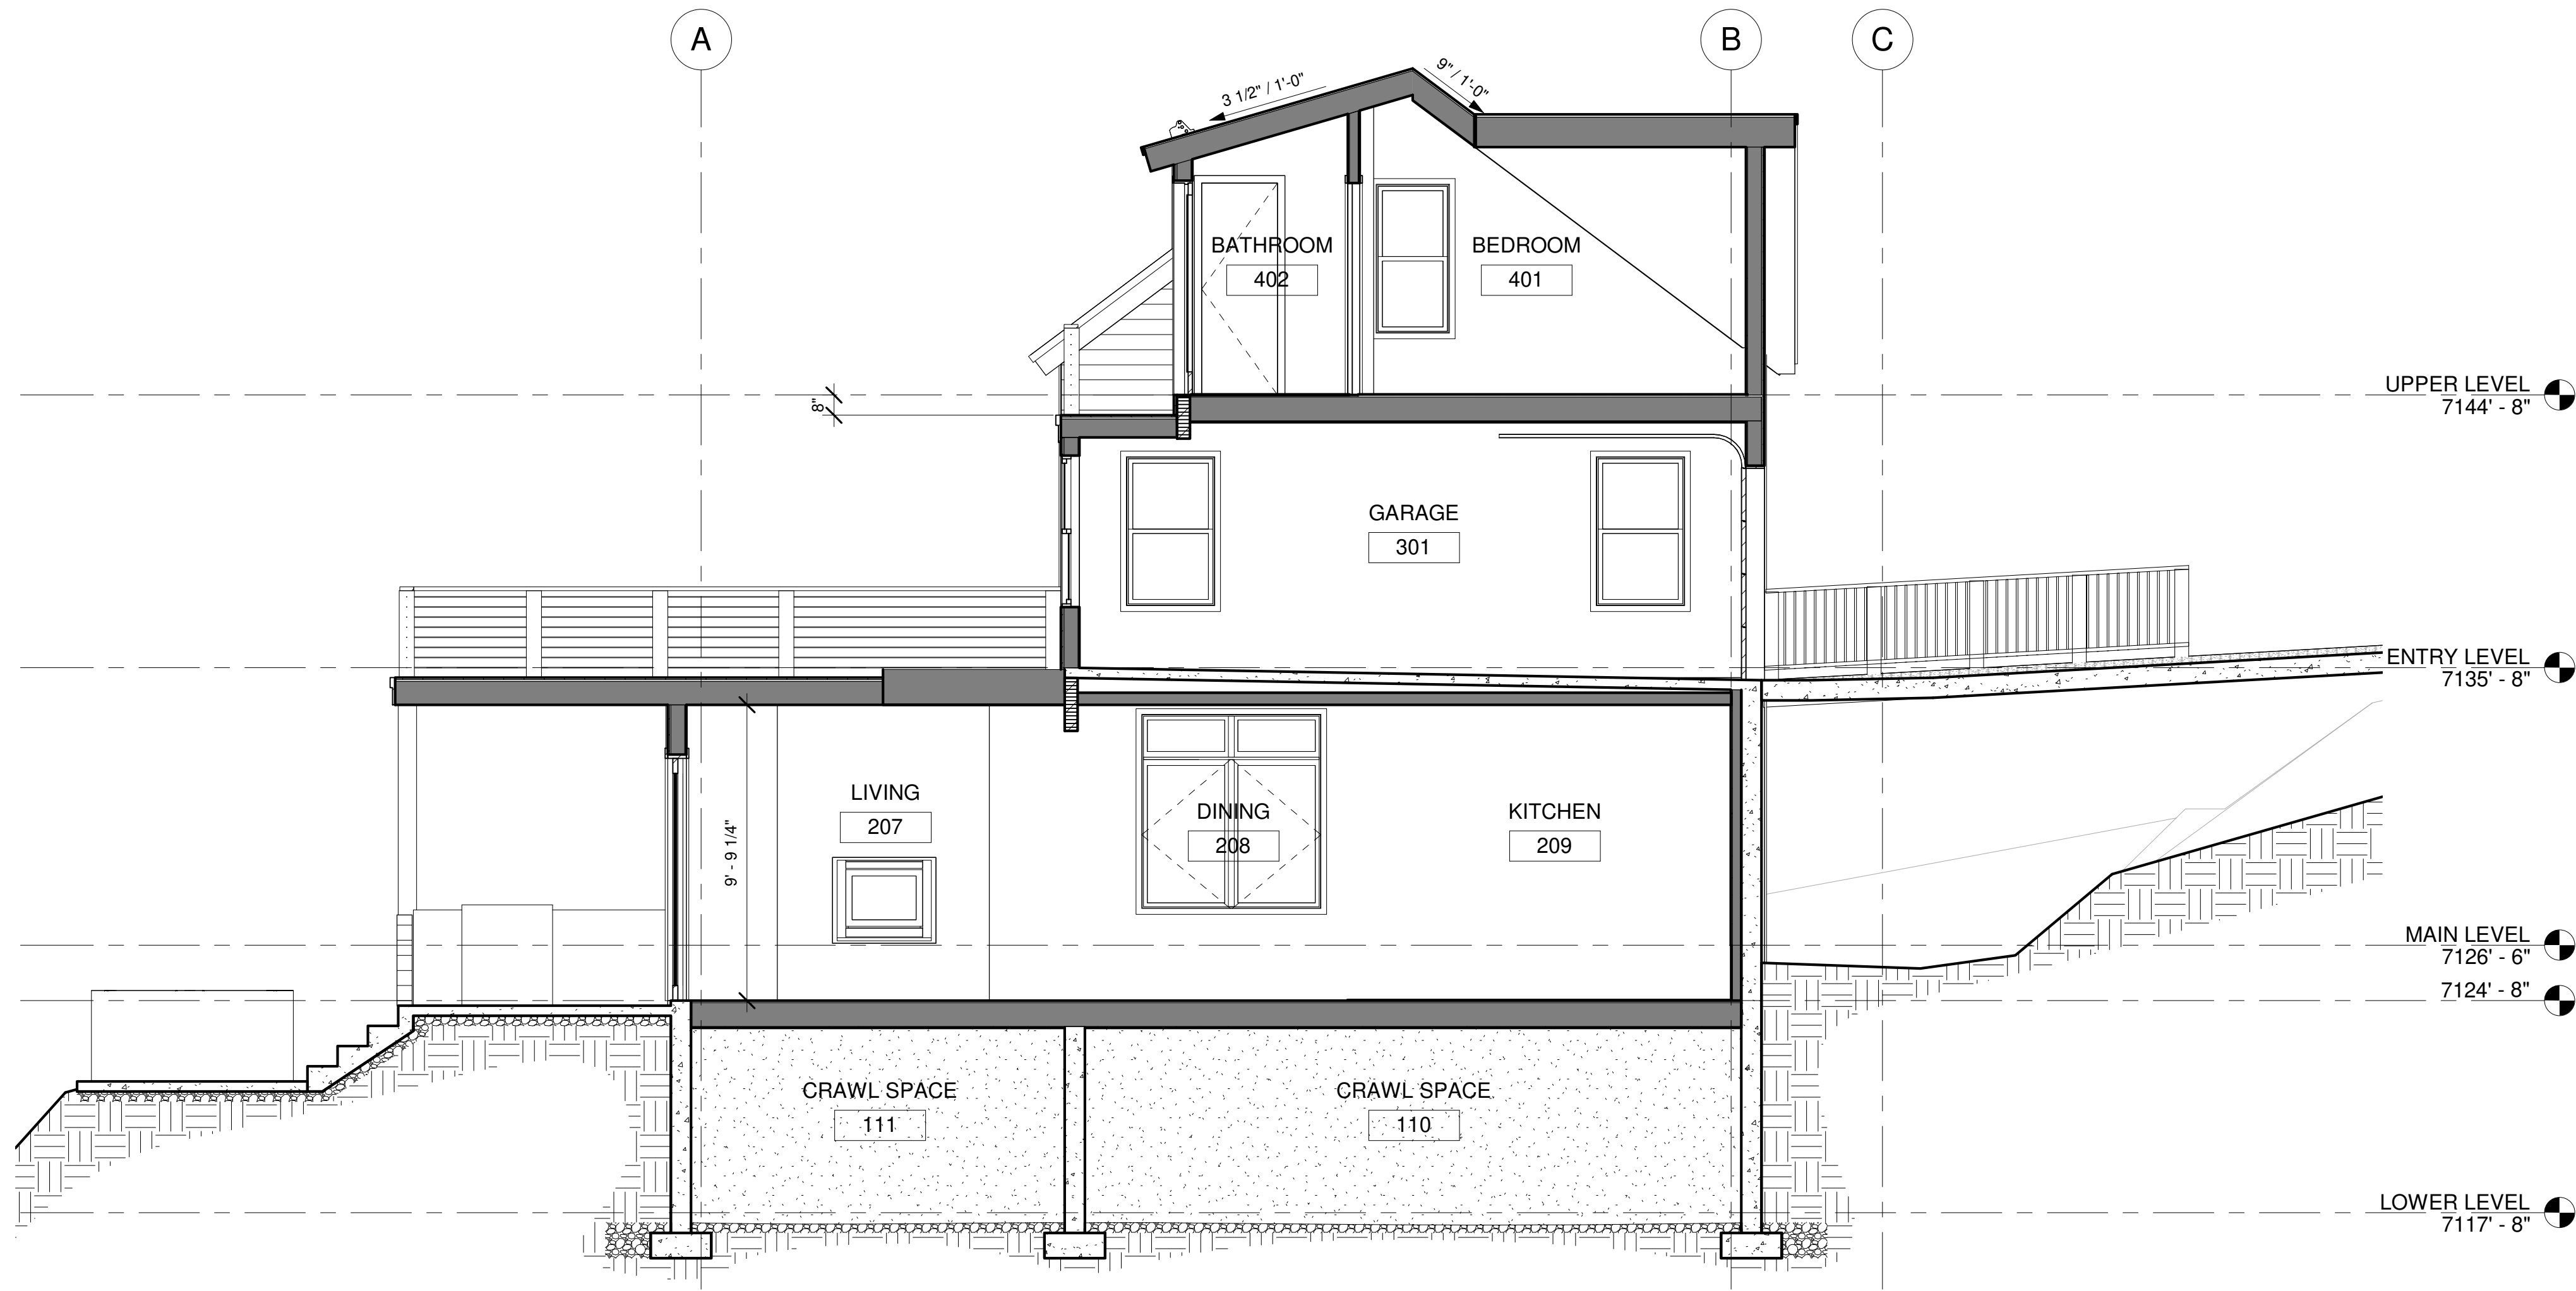 A
B
C
3 1/2" / 1'-0"
9" / 1'-0"
BATHROOM
402
BEDROOM
401
UPPER LEVEL
7144' - 8"
8"
GARAGE
301
ENTRY LEVEL
7135' - 8"
LIVING
207
DINING
208
KITCHEN
209
9' - 9 1/4"
MAIN LEVEL
7126' - 6"
7124' - 8"
CRAWL SPACE
111
CRAWL SPACE
110
LOWER LEVEL
7117' - 8"